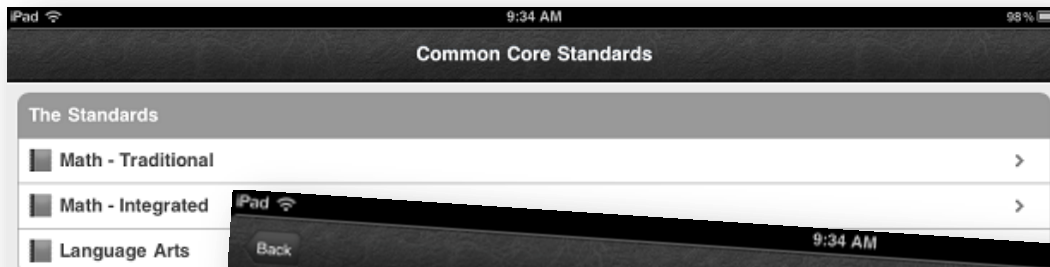 iPad 9:34 AM 98%
Common Core Standards
The Standards
Math - Traditional
Math - Integrated
Language Arts
iPad
9:34 AM
Back